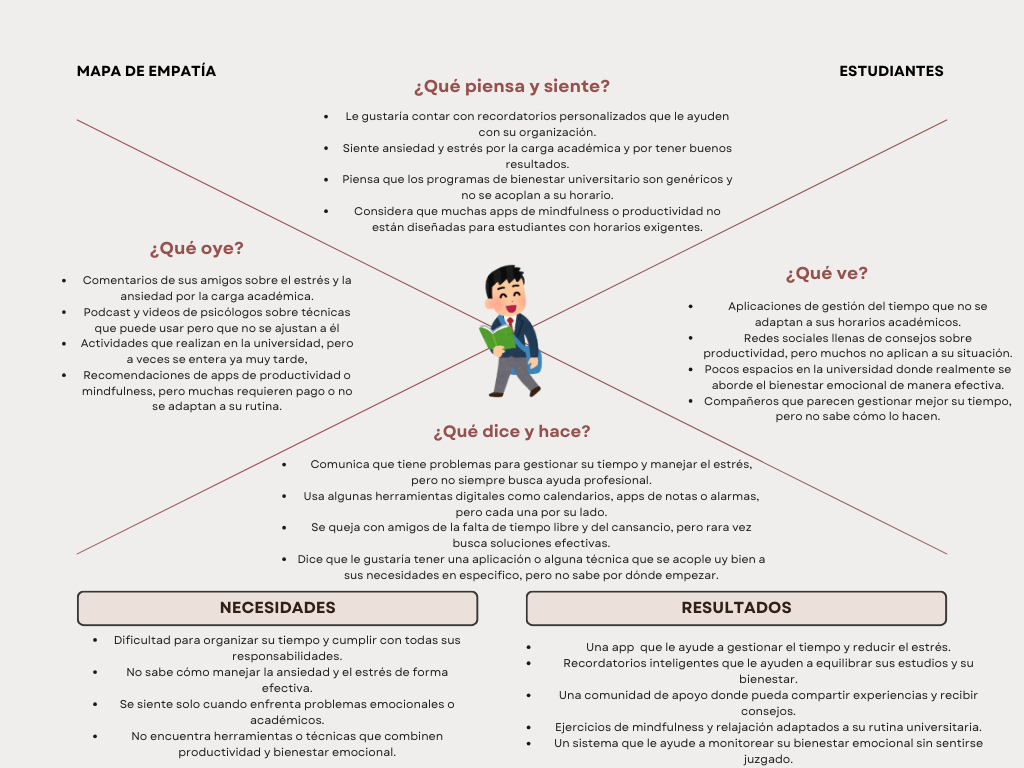 MAPA DE EMPATÍA
ESTUDIANTES
¿Qué piensa y siente?
• Le gustaría contar con recordatorios personalizados que le ayuden
con su organización.
• Siente ansiedad y estrés por la carga académica y por tener buenos
resultados.
• Piensa que los programas de bienestar universitario son genéricos y
no se acoplan a su horario.
• Considera que muchas apps de mindfulness o productividad no
están diseñadas para estudiantes con horarios exigentes.
¿Qué oye?
• Comentarios de sus amigos sobre el estrés y la
ansiedad por la carga académica.
• Podcast y videos de psicólogos sobre técnicas
que puede usar pero que no se ajustan a él
• Actividades que realizan en la universidad, pero
a veces se entera ya muy tarde,
• Recomendaciones de apps de productividad o
mindfulness, pero muchas requieren pago o no
se adaptan a su rutina.
¿Qué ve?
• Aplicaciones de gestión del tiempo que no se
adaptan a sus horarios académicos.
• Redes sociales llenas de consejos sobre
productividad, pero muchos no aplican a su situación.
• Pocos espacios en la universidad donde realmente se
aborde el bienestar emocional de manera efectiva.
• Compañeros que parecen gestionar mejor su tiempo,
pero no sabe cómo lo hacen.
¿Qué dice y hace?
• Comunica que tiene problemas para gestionar su tiempo y manejar el estrés,
pero no siempre busca ayuda profesional.
• Usa algunas herramientas digitales como calendarios, apps de notas o alarmas,
pero cada una por su lado.
• Se queja con amigos de la falta de tiempo libre y del cansancio, pero rara vez
busca soluciones efectivas.
• Dice que le gustaría tener una aplicación o alguna técnica que se acople uy bien a
sus necesidades en especifico, pero no sabe por dónde empezar.
NECESIDADES
• Dificultad para organizar su tiempo y cumplir con todas sus
responsabilidades.
• No sabe cómo manejar la ansiedad y el estrés de forma
efectiva.
• Se siente solo cuando enfrenta problemas emocionales o
académicos.
• No encuentra herramientas o técnicas que combinen
productividad y bienestar emocional.
RESULTADOS
• Una app que le ayude a gestionar el tiempo y reducir el estrés.
• Recordatorios inteligentes que le ayuden a equilibrar sus estudios y su
bienestar.
• Una comunidad de apoyo donde pueda compartir experiencias y recibir
consejos.
• Ejercicios de mindfulness y relajación adaptados a su rutina universitaria.
• Un sistema que le ayude a monitorear su bienestar emocional sin sentirse
juzgado.